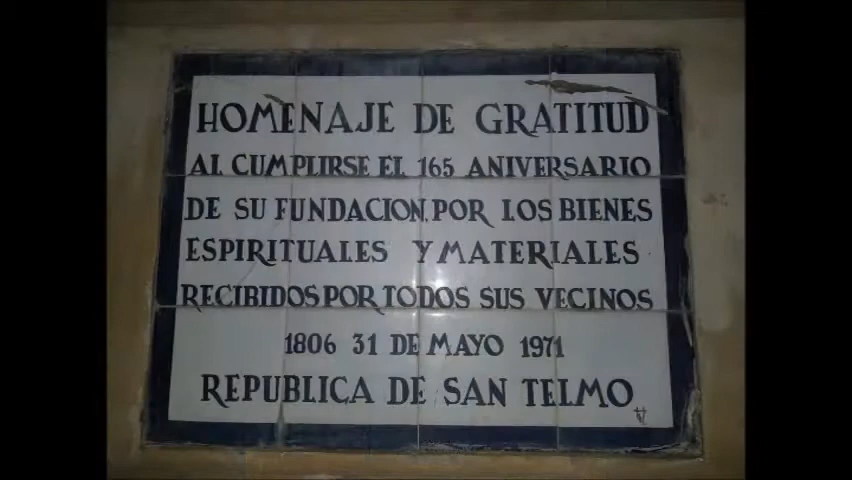 HOMENAJE DE GRATITUD
AL CUMPLIRSE EL 165 ANIVERSARIO
DE SU FUNDACION, POR LOS BIENES
ESPIRITUALES Y MATERIALES
RECIBIDOS POR TODOS SUS VECINOS
1806 31 DE MAYO 1971
REPUBLICA DE SAN TELMO